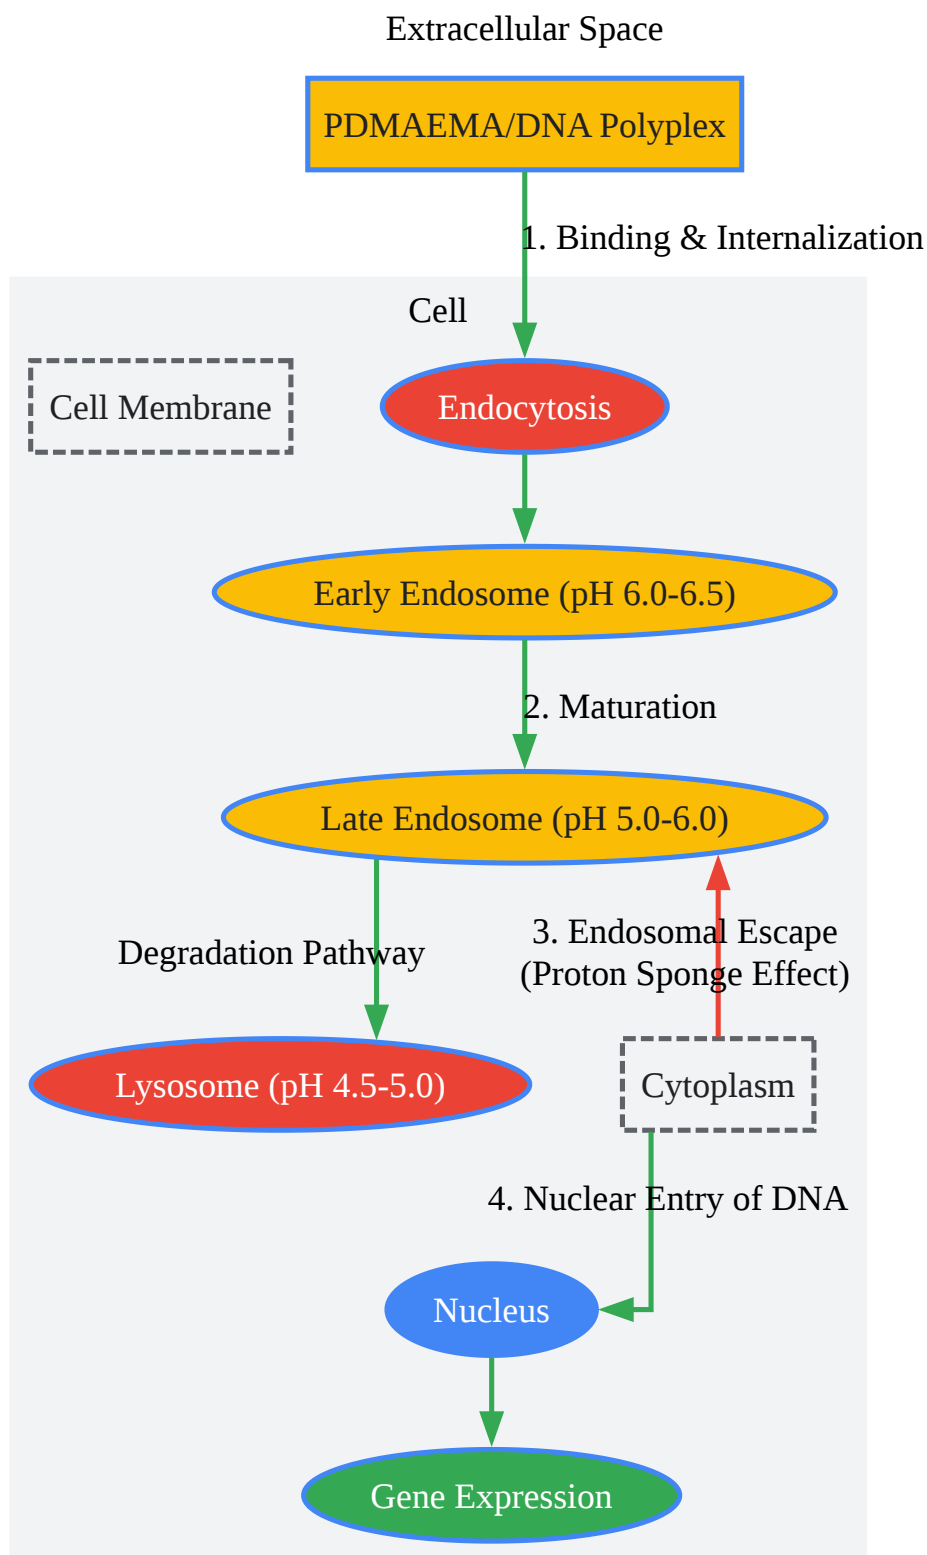 Extracellular Space
PDMAEMA/DNA Polyplex
1. Binding & Internalization
Cell
Cell Membrane
Endocytosis
Early Endosome (pH 6.0-6.5)
2. Maturation
Late Endosome (pH 5.0-6.0)
Degradation Pathway
3. Endosomal Escape
(Proton Sponge Effect)
Lysosome (pH 4.5-5.0)
Cytoplasm
4. Nuclear Entry of DNA
Nucleus
Gene Expression